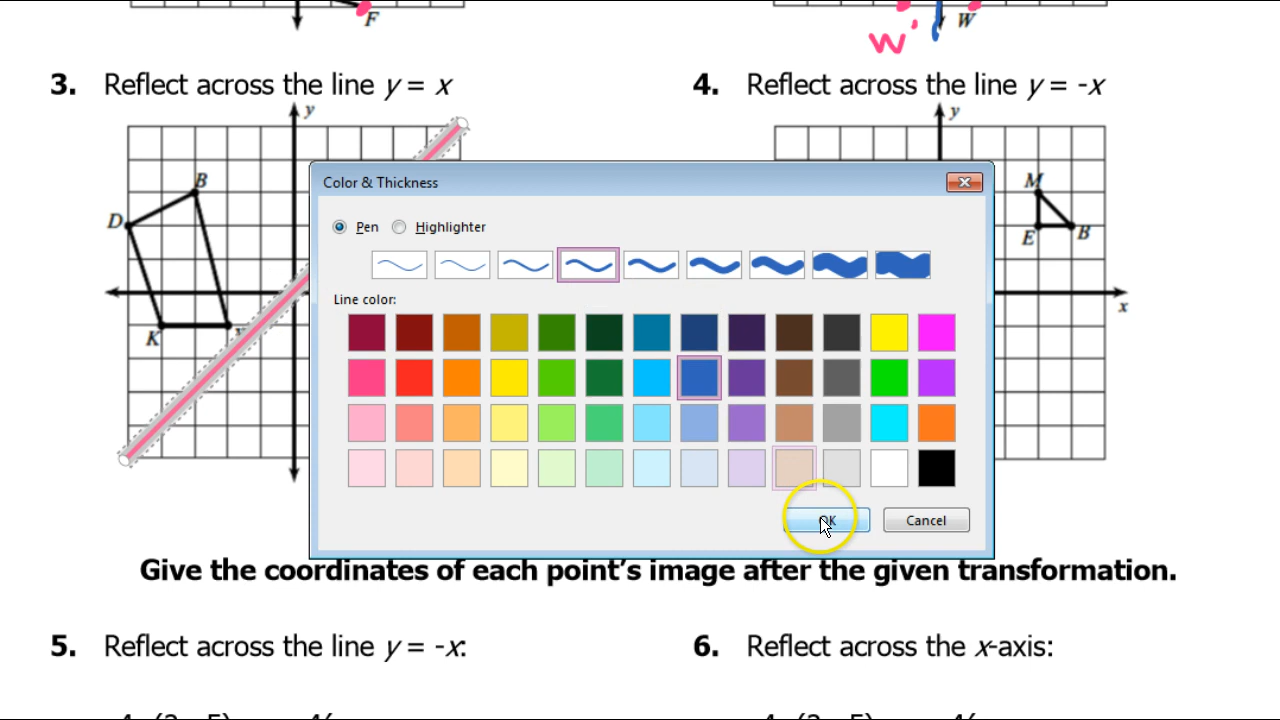 F
W
W'
3. Reflect across the line y = x
4. Reflect across the line y = -x
y
y
Color & Thickness
B
M
D
Pen
Highlighter
E
B
Line color:
x
K
OK
Cancel
Give the coordinates of each point's image after the given transformation.
5. Reflect across the line y = -x:
6. Reflect across the x-axis: